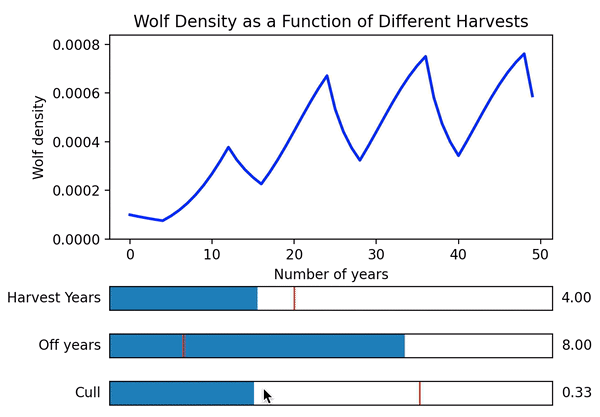 Wolf Density as a Function of Different Harvests
0.0008
0.0006
0.0004
0.0002
0.0000
Wolf density
0 10 20 30 40 50
Number of years
Harvest Years 4.00
Off years 8.00
Cull 0.33